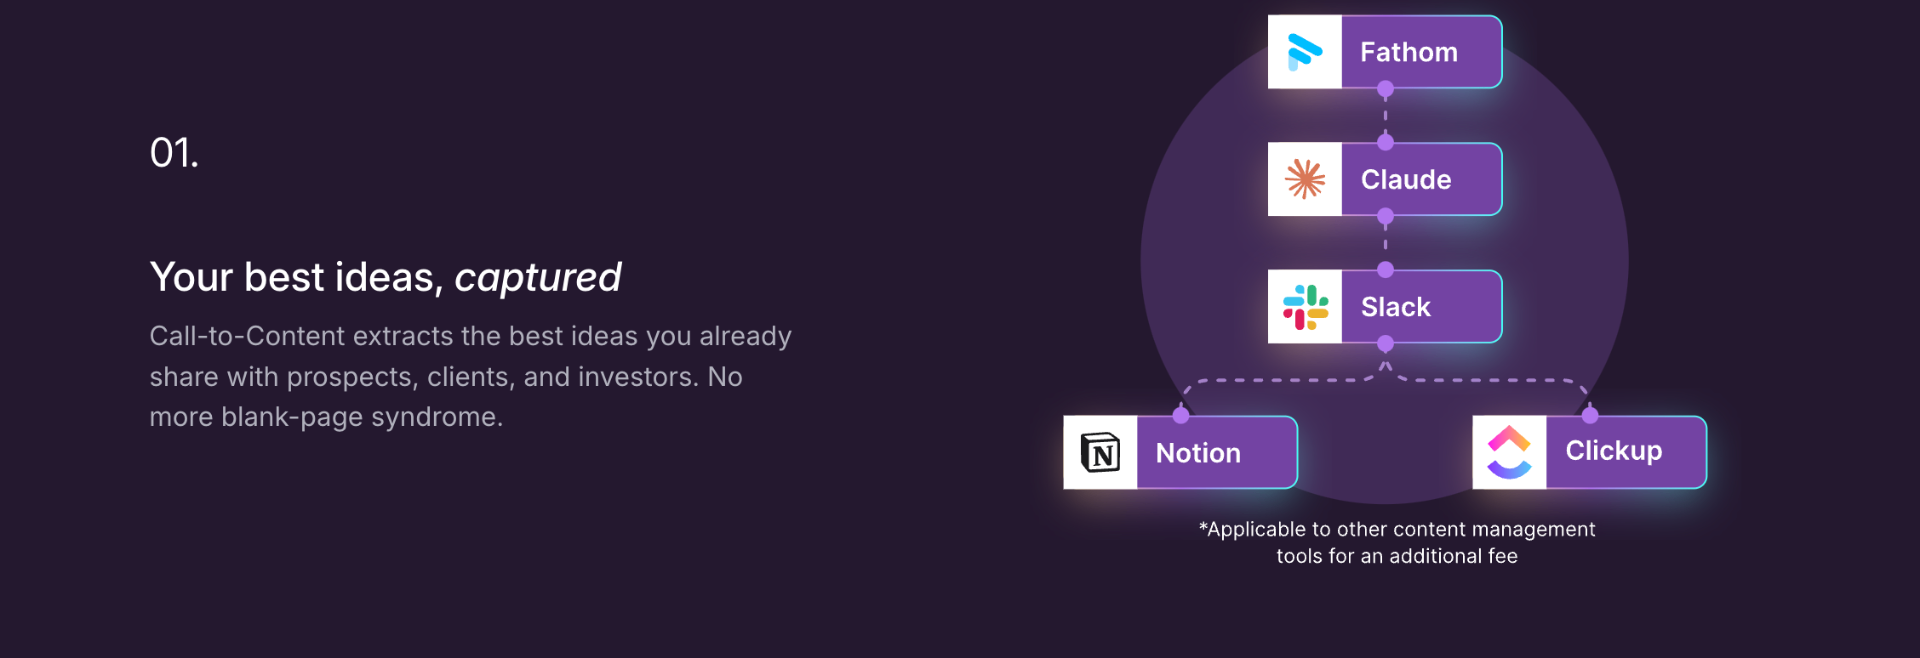 01.
Your best ideas, captured
Call-to-Content extracts the best ideas you already
share with prospects, clients, and investors. No
more blank-page syndrome.
Fathom
Claude
Slack
N
Notion
Clickup
*Applicable to other content management
tools for an additional fee